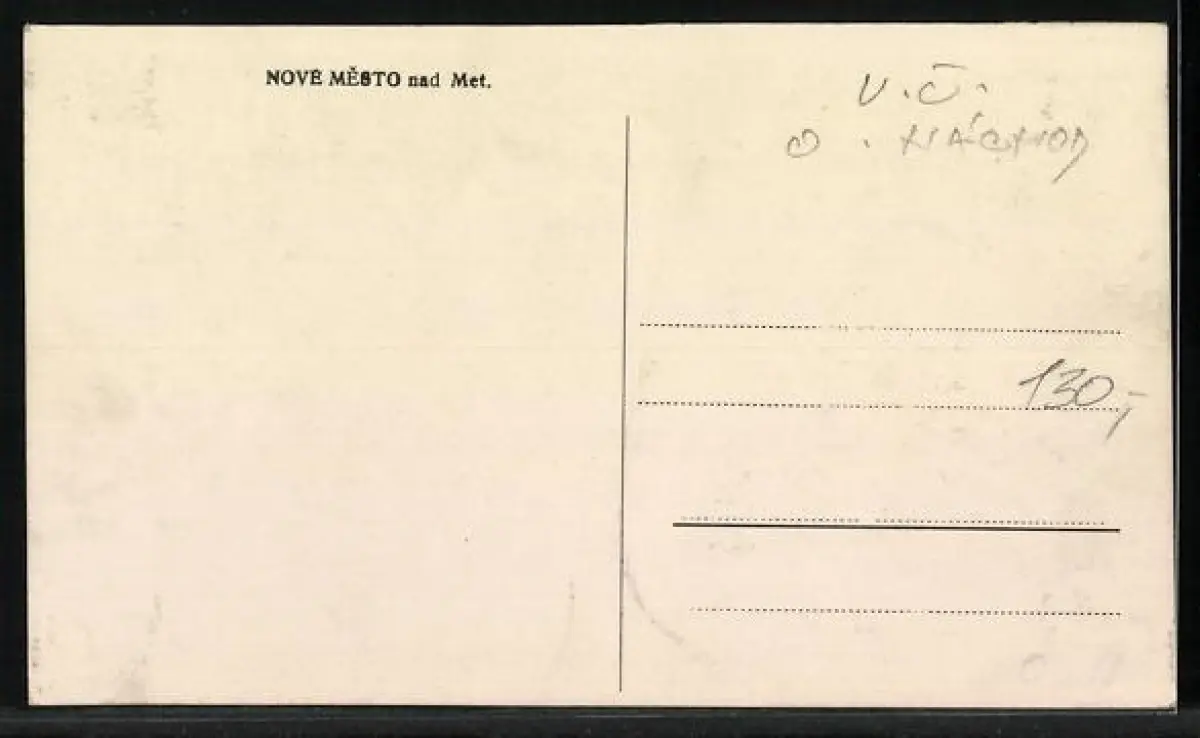 NOVÉ MĚSTO nad Met.
V.Č.
O. NÁCHOD
130,-